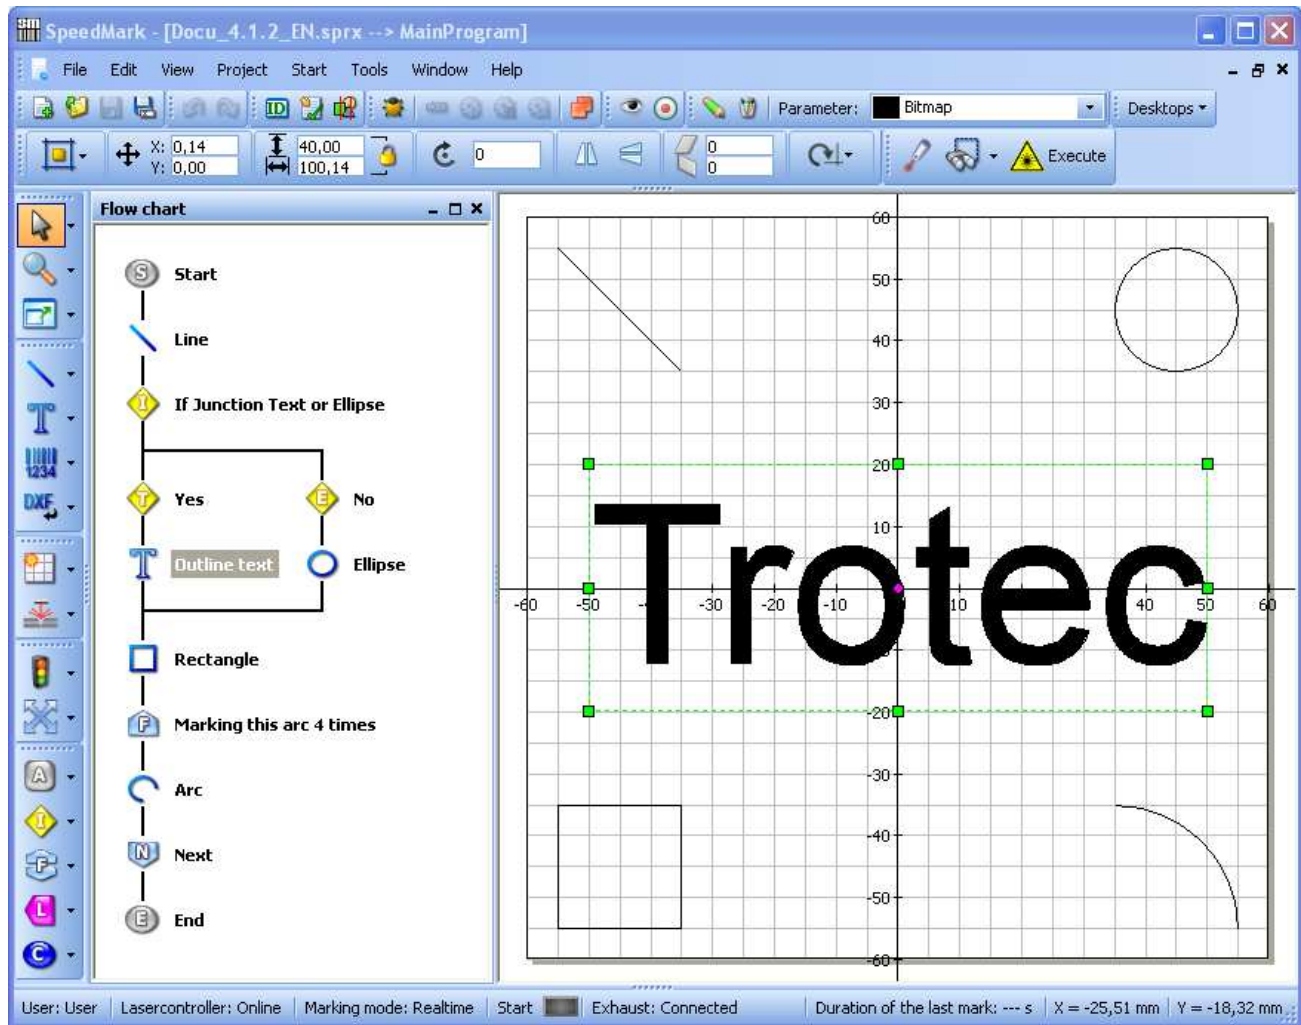 SpeedMark - [Docu_4.1.2_EN.sprx --> MainProgram]
File Edit View Project Start Tools Window Help
ID Parameter: Bitmap Desktops
X: 0,14 40,00 0 0 Execute
Y: 0,00 100,14 0
Flow chart
S Start
Line
I If Junction Text or Ellipse
T Yes E No
T Outline text Ellipse
Rectangle
F Marking this arc 4 times
Arc
N Next
E End
T
1234
DXF
A
I
F
L
C
60
50
40
30
20
10
Trotec
-60 -50 -30 -20 -10 10 40 50 60
-20
-30
-40
-50
-60
User: User Lasercontroller: Online Marking mode: Realtime Start Exhaust: Connected Duration of the last mark: --- s X = -25,51 mm Y = -18,32 mm